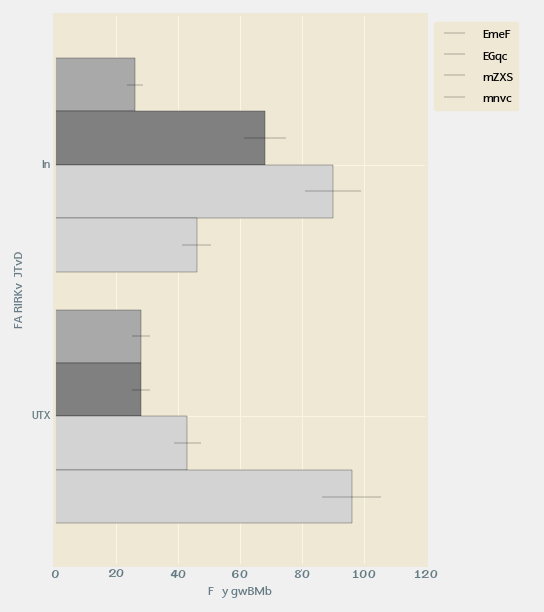 EmeF
EGqc
mZXS
mnvc
In
UTX
FA RIRKv JTvD
0 20 40 60 80 100 120
F y gwBMb